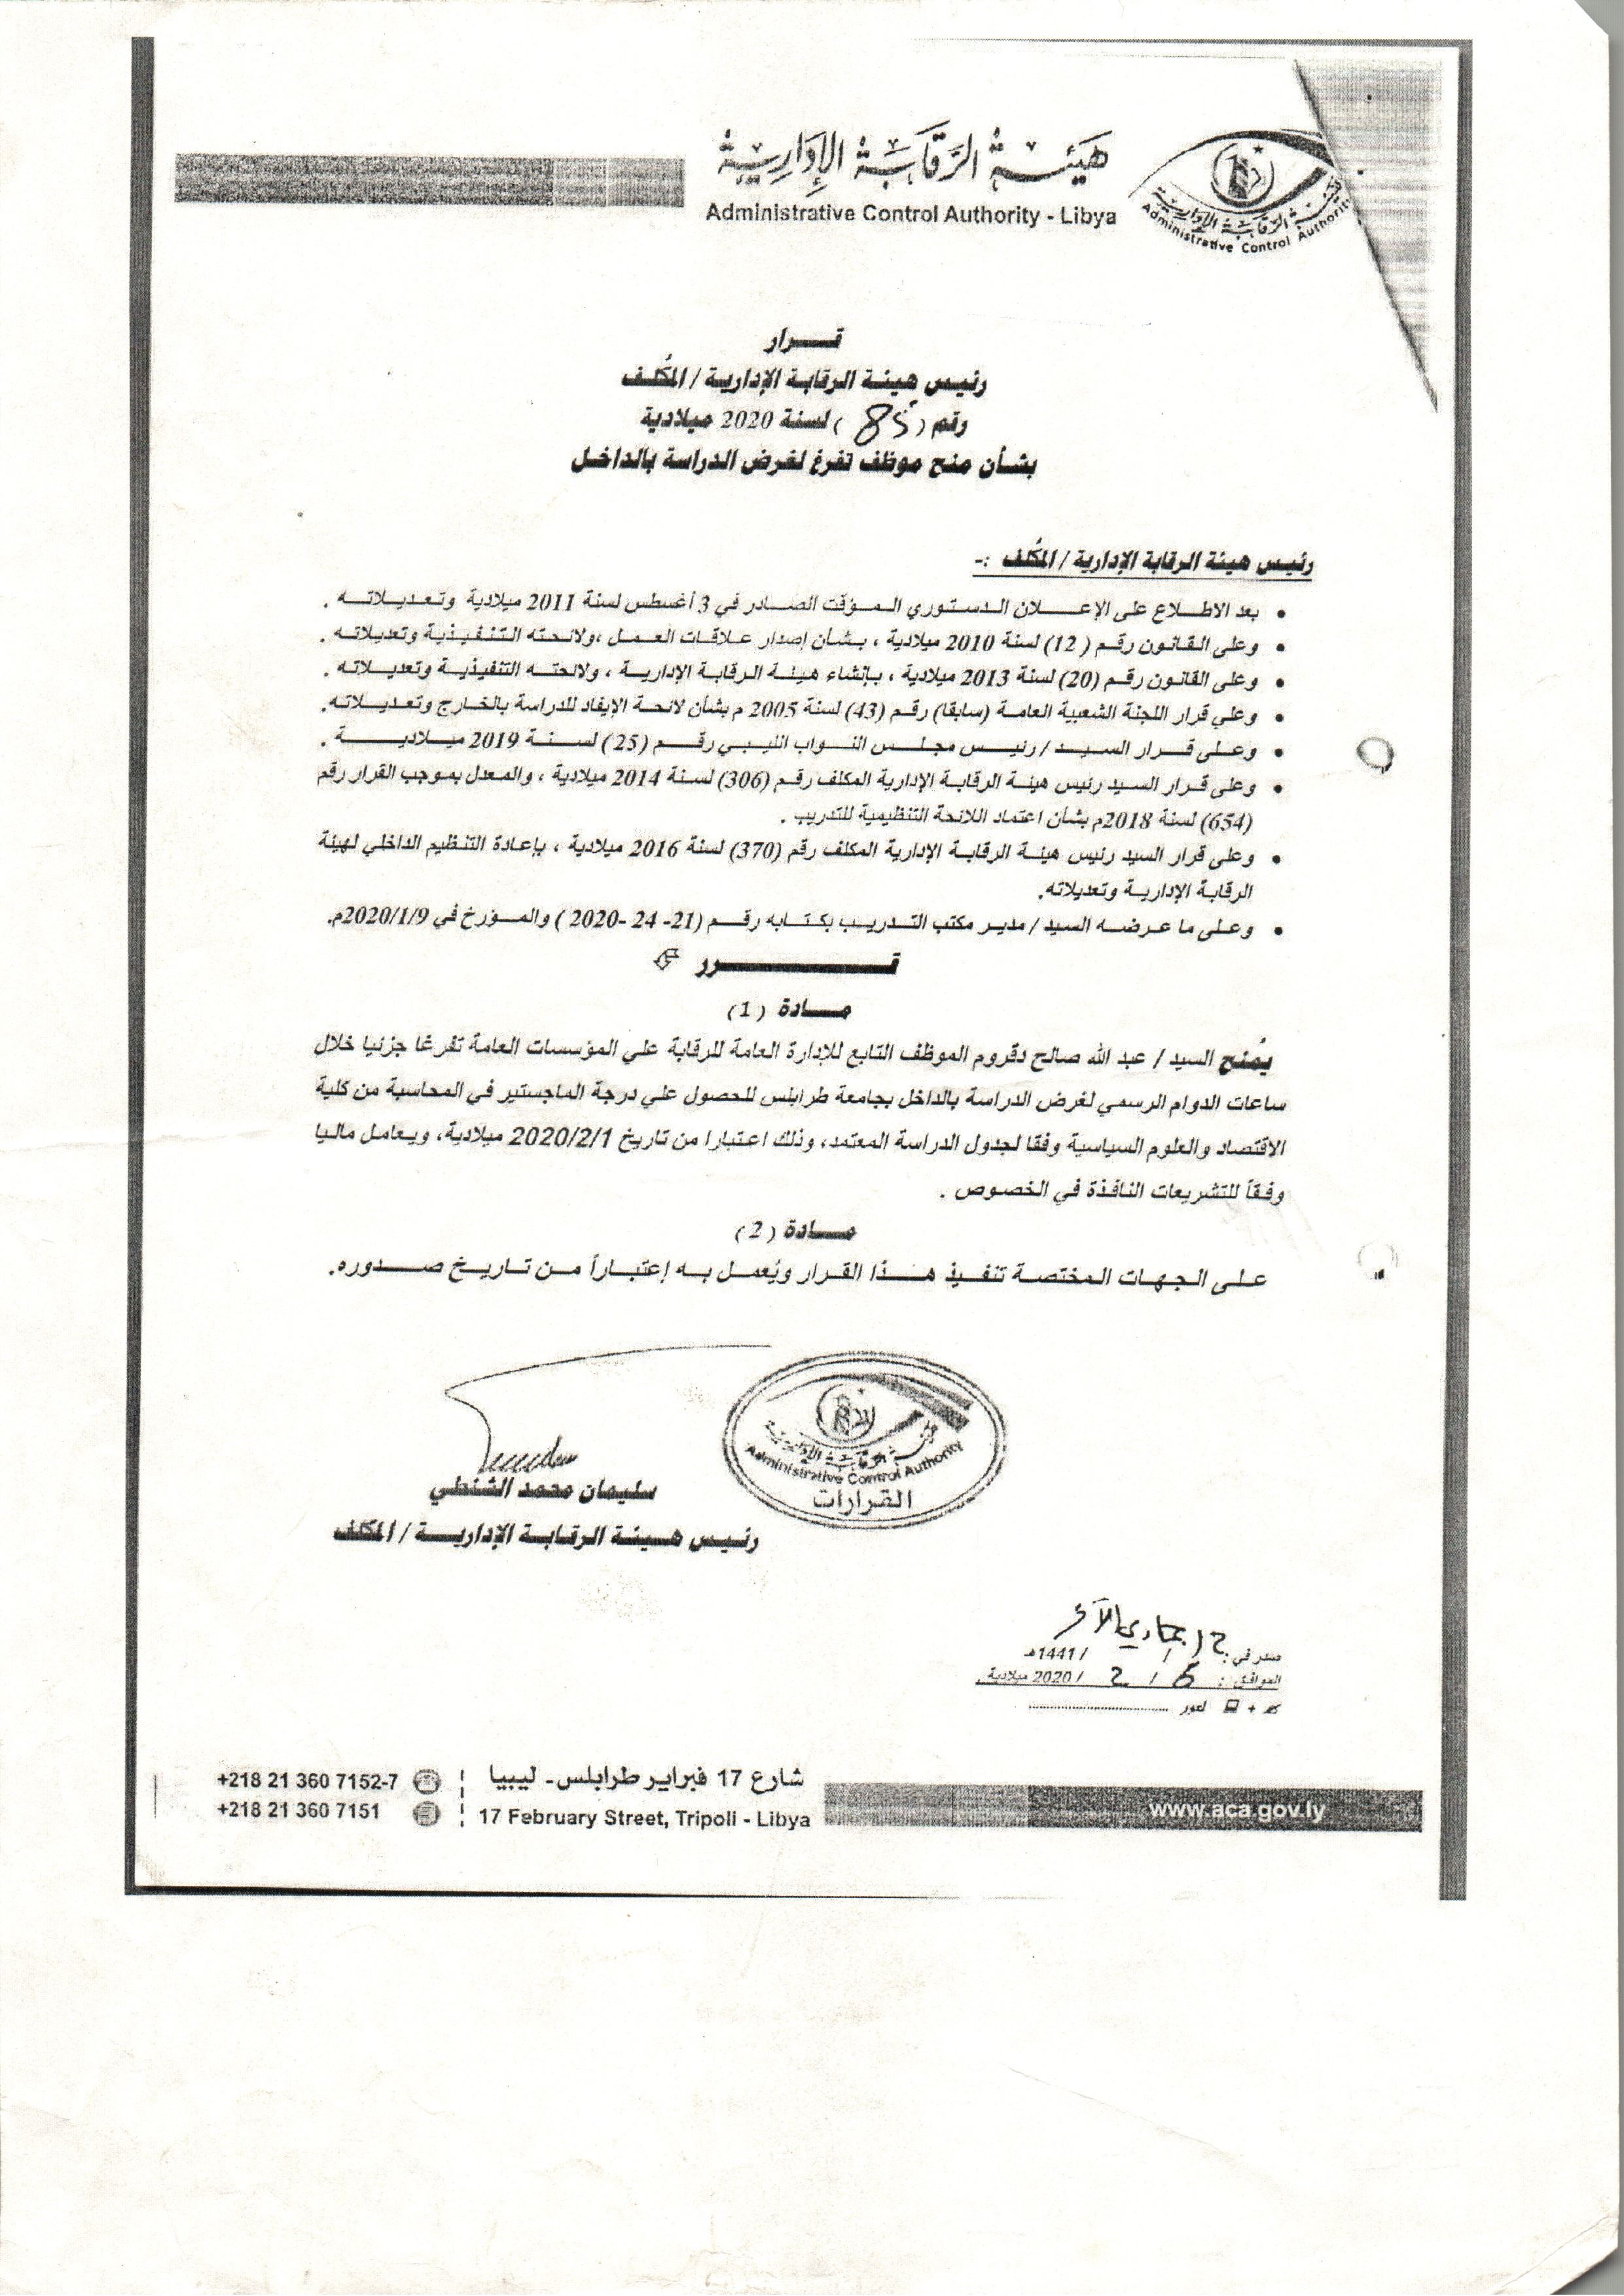 هيئة الرقابة الإدارية
Administrative Control Authority - Libya
هيئة الرقابة الإدارية
Administrative Control Authority
قـــرار
رئيس هيئة الرقابة الإدارية / المكُلف
رقم ( 85 ) لسنة 2020 ميلادية
بشأن منح موظف تفرغ لغرض الدراسة بالداخل
رئيس هيئة الرقابة الإدارية / المكُلف :-
• بعد الاطلاع على الإعلان الدستوري المؤقت الصادر في 3 أغسطس لسنة 2011 ميلادية وتعديلاته .
• وعلى القانون رقم ( 12) لسنة 2010 ميلادية ، بشأن إصدار علاقات العمل ،ولائحته التنفيذية وتعديلاته .
• وعلى القانون رقم (20) لسنة 2013 ميلادية ، بإنشاء هيئة الرقابة الإدارية ، ولائحته التنفيذية وتعديلاته .
• وعلي قرار اللجنة الشعبية العامة (سابقا) رقم (43) لسنة 2005 م بشأن لائحة الإيفاد للدراسة بالخارج وتعديلاته.
• وعلى قرار السيد / رئيس مجلس النواب الليبي رقم (25 ) لسنة 2019 ميلادية .
• وعلى قرار السيد رئيس هيئة الرقابة الإدارية المكلف رقم (306) لسنة 2014 ميلادية ، والمعدل بموجب القرار رقم
(654) لسنة 2018م بشأن اعتماد اللائحة التنظيمية للتدريب .
• وعلى قرار السيد رئيس هيئة الرقابة الإدارية المكلف رقم (370) لسنة 2016 ميلادية ، بإعادة التنظيم الداخلي لهيئة
الرقابة الإدارية وتعديلاته.
• وعلى ما عرضه السيد / مدير مكتب التدريب بكتابه رقم (21- 24 -2020 ) والمؤرخ في 2020/1/9م.
قـــــرر
مـادة ( 1 )
يُمنح السيد / عبد الله صالح دقروم الموظف التابع للإدارة العامة للرقابة علي المؤسسات العامة تفرغا جزئيا خلال
ساعات الدوام الرسمي لغرض الدراسة بالداخل بجامعة طرابلس للحصول علي درجة الماجستير في المحاسبة من كلية
الاقتصاد والعلوم السياسية وفقا لجدول الدراسة المعتمد، وذلك اعتبارا من تاريخ 2020/2/1 ميلادية، ويعامل ماليا
وفقاً للتشريعات النافذة في الخصوص .
مـادة ( 2 )
على الجهات المختصة تنفيذ هذا القرار ويُعمل به إعتباراً من تاريخ صدوره.
هيئة الرقابة الإدارية
Administrative Control Authority
القرارات
سليمان محمد الشنطي
رئيس هيئة الرقابة الإدارية / المكلف
صدر في : / /1441هـ
الموافق : 5 / 2 / 2020 ميلادية .
شارع 17 فبراير طرابلس - ليبيا
17 February Street, Tripoli - Libya
+218 21 360 7152-7
+218 21 360 7151
www.aca.gov.ly